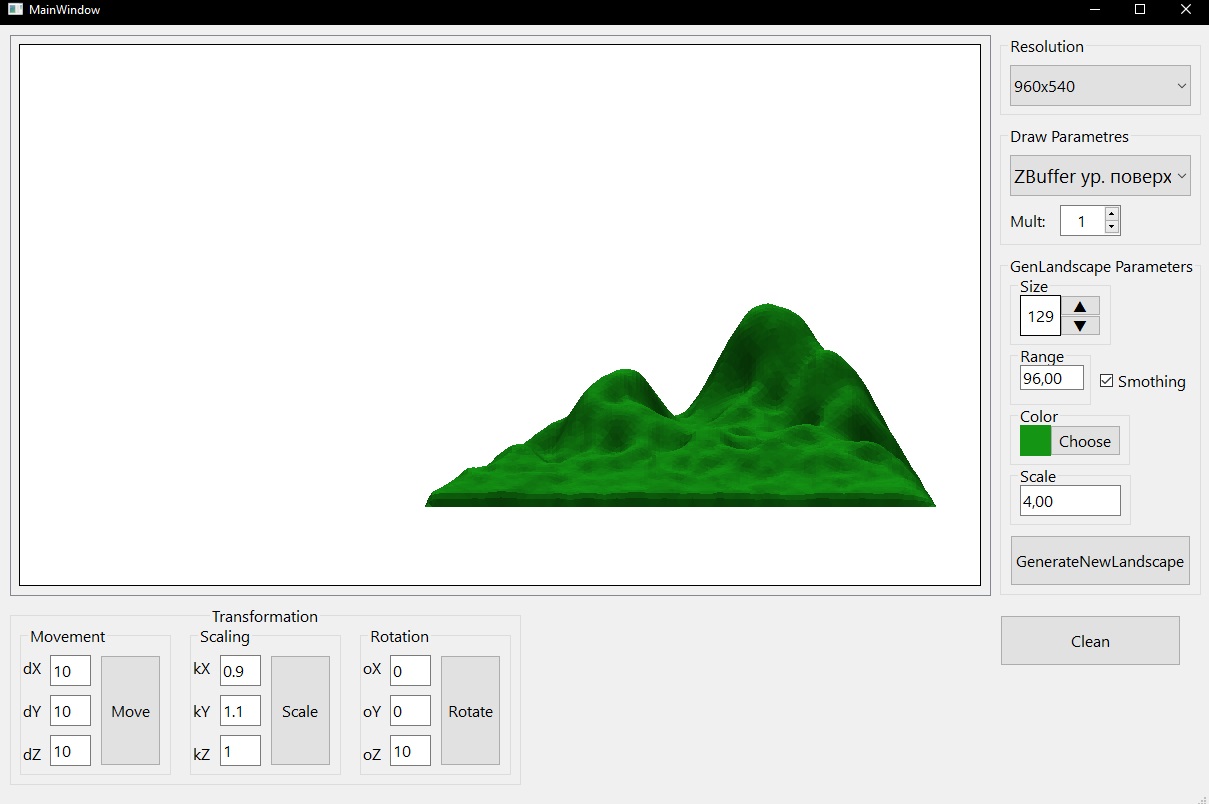 MainWindow
Resolution
960x540
Draw Parametres
ZBuffer ур. поверх
Mult:
1
GenLandscape Parameters
Size
129
Range
96,00
Smothing
Color
Choose
Scale
4,00
GenerateNewLandscape
Clean
Transformation
Movement
dX 10
dY 10
dZ 10
Move
Scaling
kX 0.9
kY 1.1
kZ 1
Scale
Rotation
oX 0
oY 0
oZ 10
Rotate